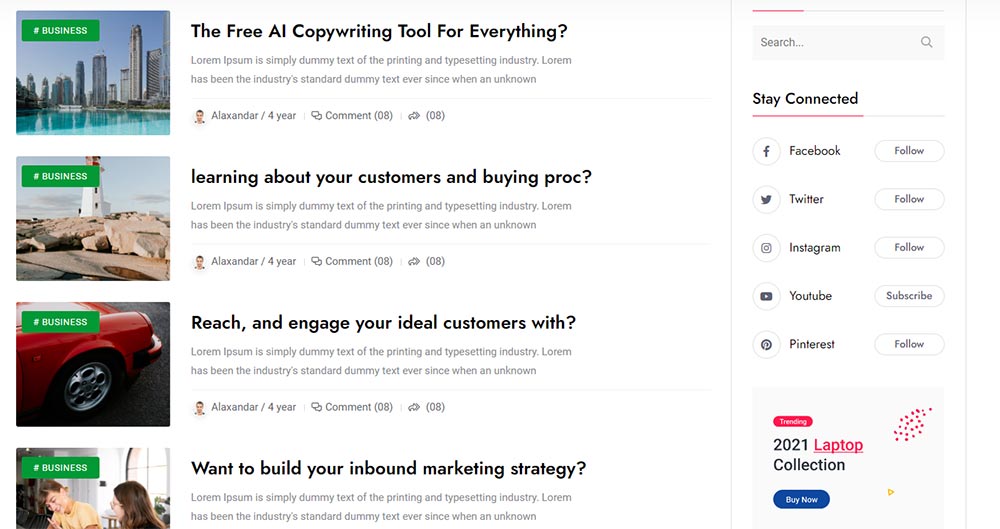 # BUSINESS
The Free AI Copywriting Tool For Everything?
Lorem Ipsum is simply dummy text of the printing and typesetting industry. Lorem
has been the industry's standard dummy text ever since when an unknown
Alaxandar / 4 year
Comment (08)
(08)
# BUSINESS
learning about your customers and buying proc?
Lorem Ipsum is simply dummy text of the printing and typesetting industry. Lorem
has been the industry's standard dummy text ever since when an unknown
Alaxandar / 4 year
Comment (08)
(08)
# BUSINESS
Reach, and engage your ideal customers with?
Lorem Ipsum is simply dummy text of the printing and typesetting industry. Lorem
has been the industry's standard dummy text ever since when an unknown
Alaxandar / 4 year
Comment (08)
(08)
# BUSINESS
Want to build your inbound marketing strategy?
Lorem Ipsum is simply dummy text of the printing and typesetting industry. Lorem
has been the industry's standard dummy text ever since when an unknown
Search...
Stay Connected
Facebook
Follow
Twitter
Follow
Instagram
Follow
Youtube
Subscribe
Pinterest
Follow
Trending
2021 Laptop
Collection
Buy Now